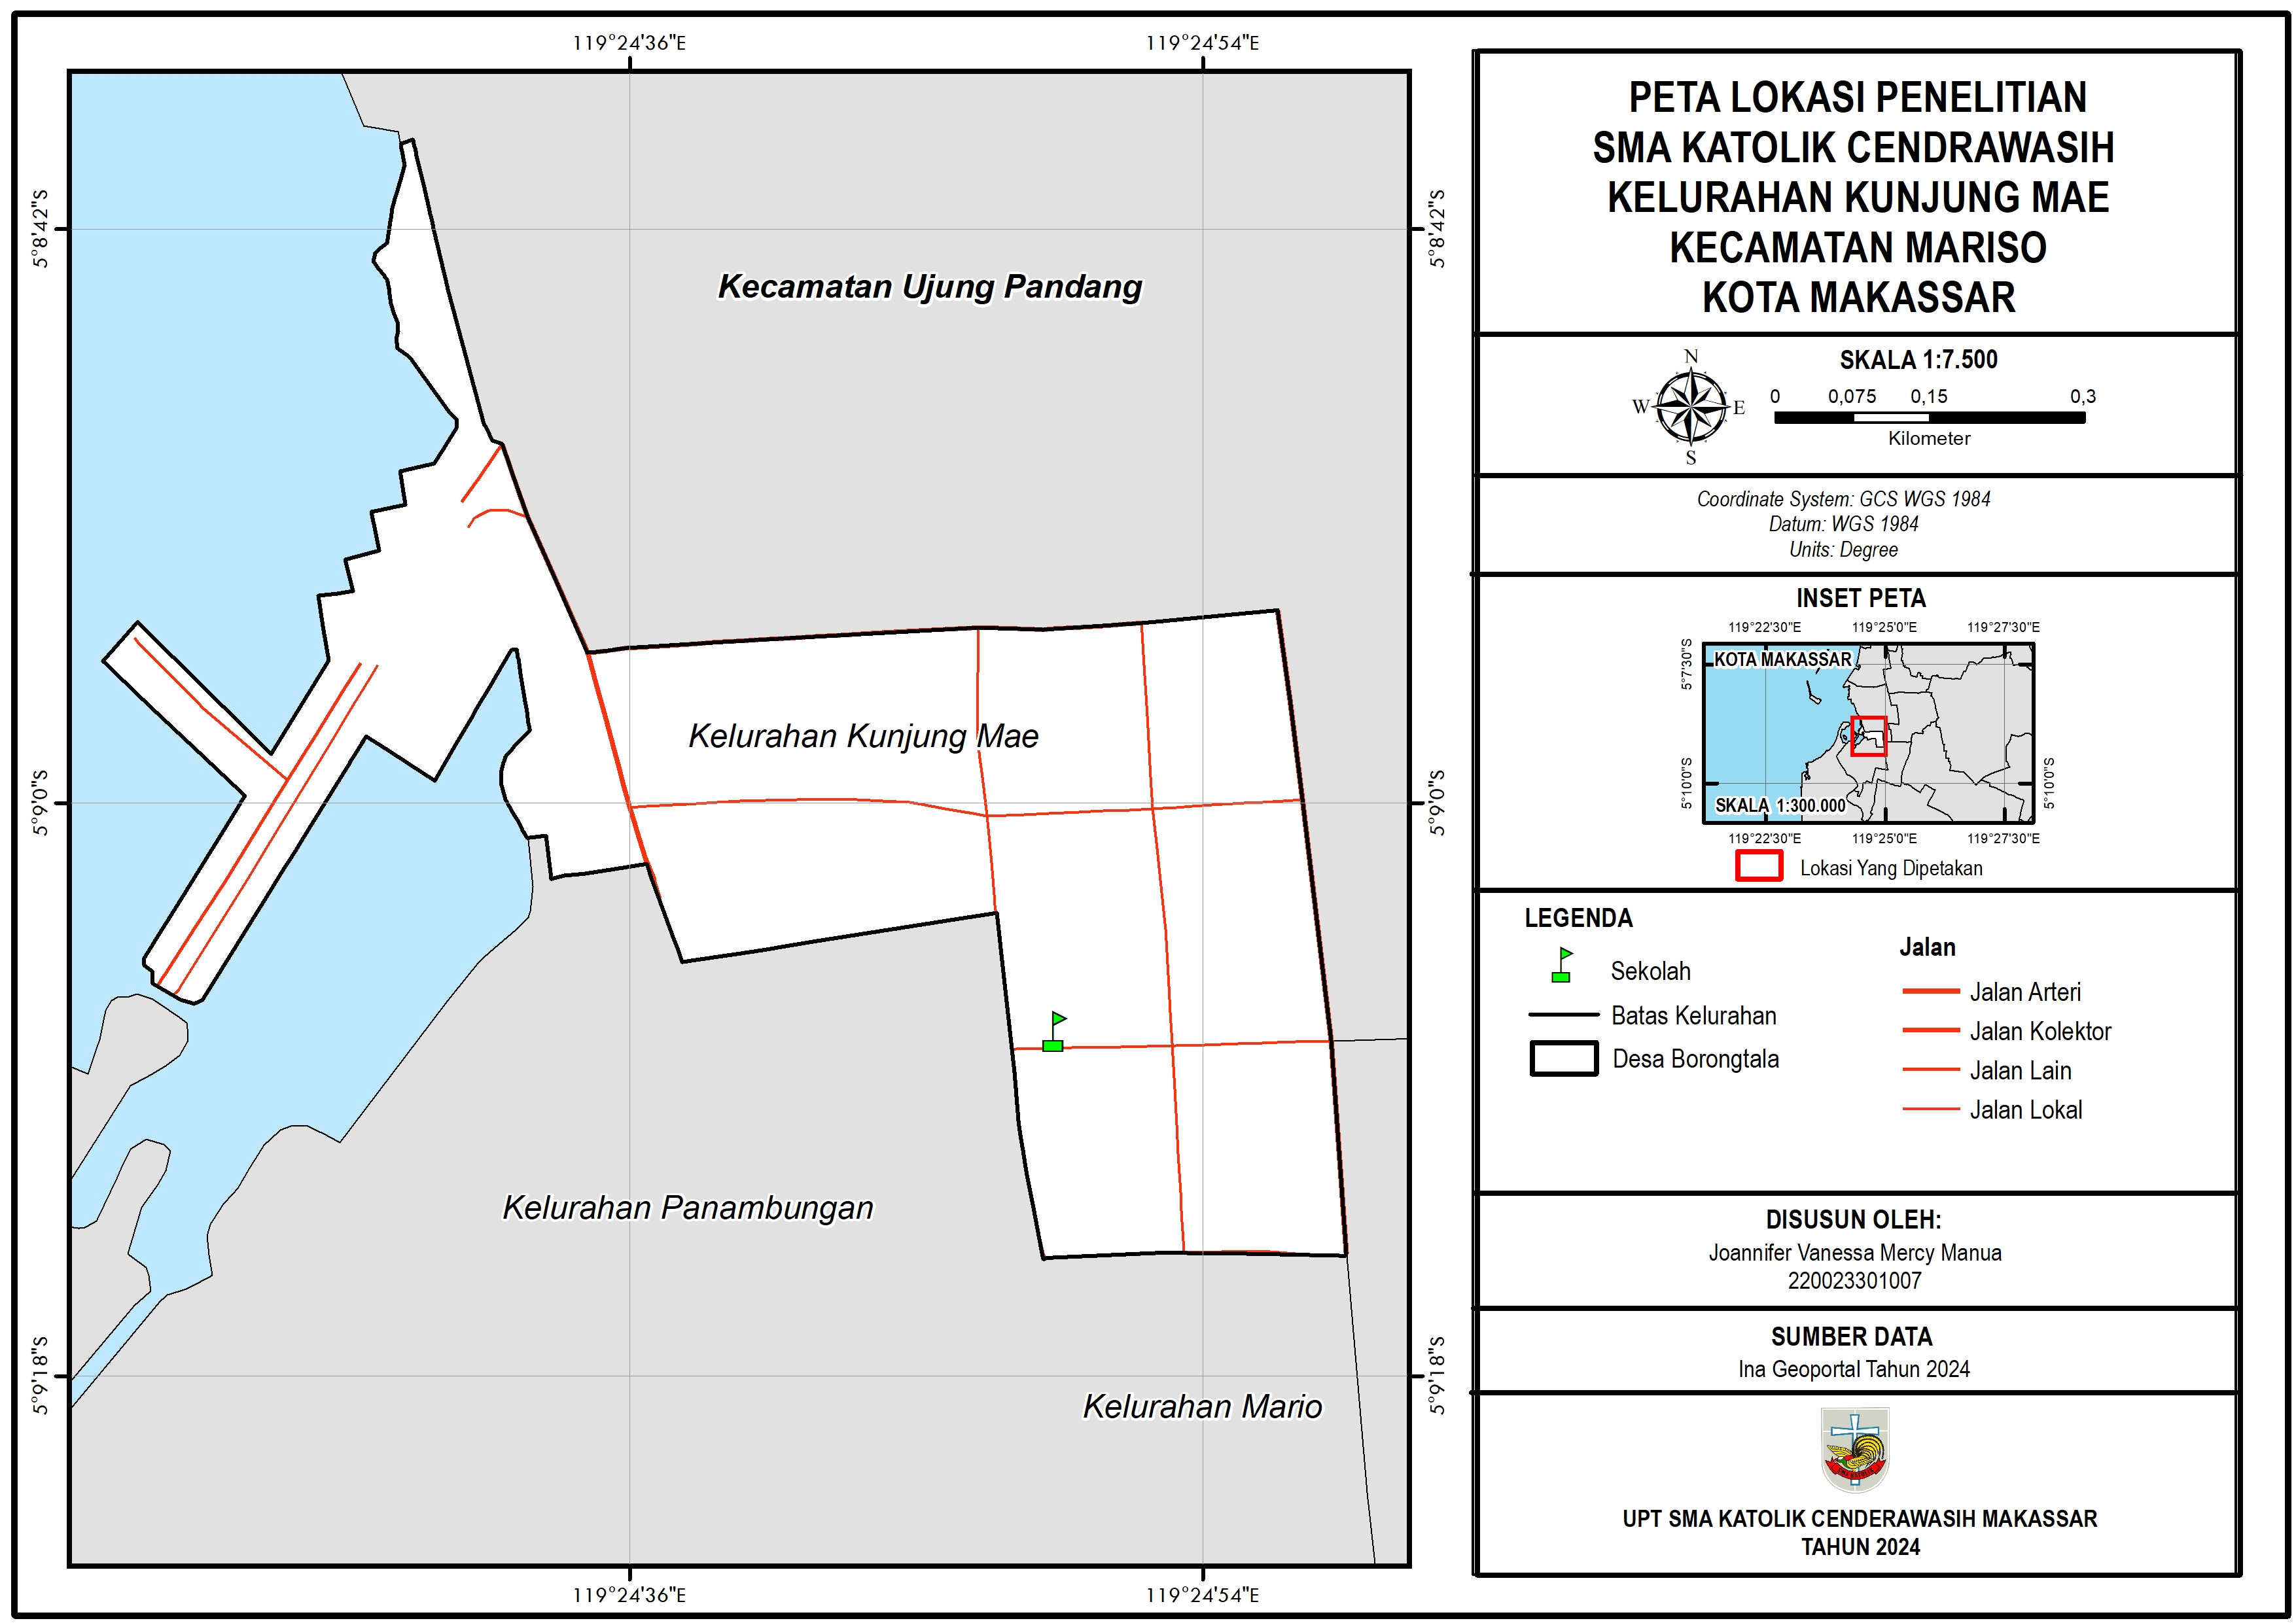 119°24'36"E
119°24'54"E
5°8'42"S
5°8'42"S
Kecamatan Ujung Pandang
Kelurahan Kunjung Mae
5°9'0"S
5°9'0"S
Kelurahan Panambungan
5°9'18"S
5°9'18"S
Kelurahan Mario
119°24'36"E
119°24'54"E
PETA LOKASI PENELITIAN
SMA KATOLIK CENDRAWASIH
KELURAHAN KUNJUNG MAE
KECAMATAN MARISO
KOTA MAKASSAR
SKALA 1:7.500
N
W
E
S
0 0,075 0,15 0,3
Kilometer
Coordinate System: GCS WGS 1984
Datum: WGS 1984
Units: Degree
INSET PETA
119°22'30"E 119°25'0"E 119°27'30"E
5°7'30"S
KOTA MAKASSAR
5°10'0"S
5°10'0"S
SKALA 1:300.000
119°22'30"E 119°25'0"E 119°27'30"E
Lokasi Yang Dipetakan
LEGENDA
Sekolah
Batas Kelurahan
Desa Borongtala
Jalan
Jalan Arteri
Jalan Kolektor
Jalan Lain
Jalan Lokal
DISUSUN OLEH:
Joannifer Vanessa Mercy Manua
220023301007
SUMBER DATA
Ina Geoportal Tahun 2024
UPT SMA KATOLIK CENDERAWASIH MAKASSAR
TAHUN 2024